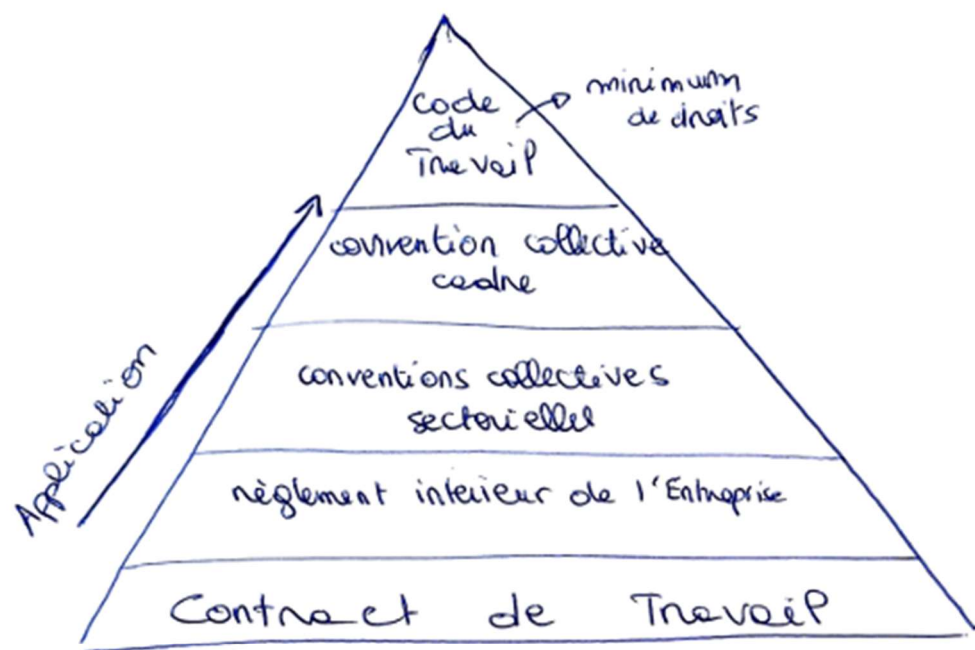 Code
du
Travail
minimum
de droits
convention collective
cadre
conventions collectives
sectorielles
règlement intérieur de l'Entreprise
Contract de Travail
Application